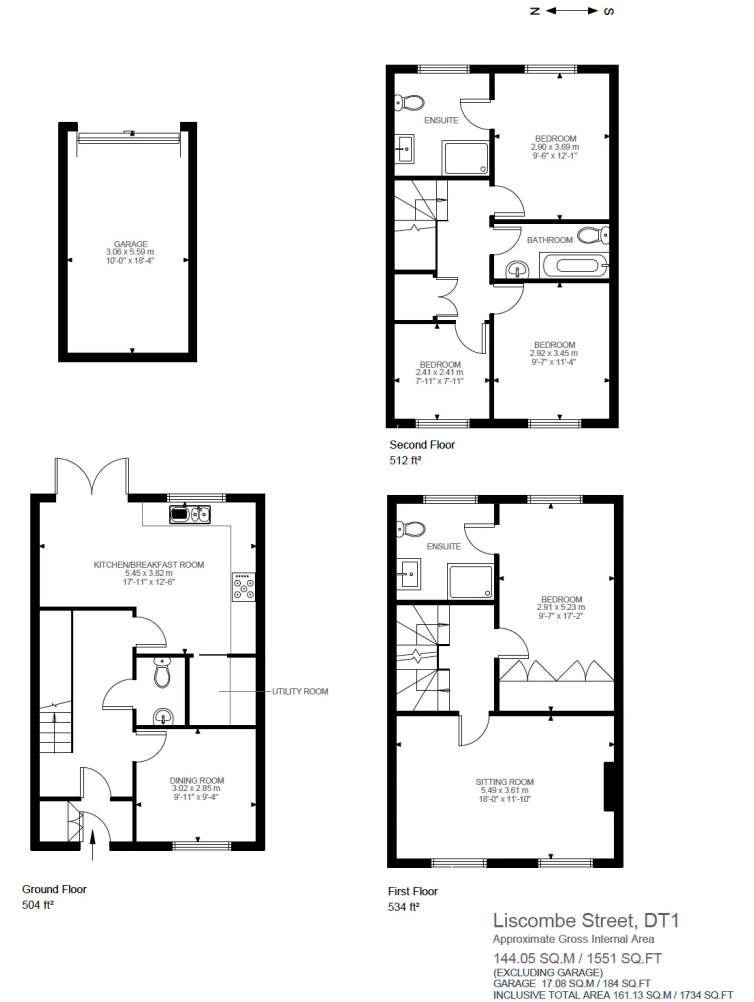 N S
ENSUITE
BEDROOM
2.90 x 3.69 m
9'-6" x 12'-1"
BATHROOM
BEDROOM
2.92 x 3.45 m
9'-7" x 11'-4"
BEDROOM
2.41 x 2.41 m
7'-11" x 7'-11"
Second Floor
512 ft²
GARAGE
3.06 x 5.59 m
10'-0" x 18'-4"
KITCHEN/BREAKFAST ROOM
5.45 x 3.82 m
17'-11" x 12'-6"
UTILITY ROOM
DINING ROOM
3.02 x 2.85 m
9'-11" x 9'-4"
Ground Floor
504 ft²
ENSUITE
BEDROOM
2.91 x 5.23 m
9'-7" x 17'-2"
SITTING ROOM
5.49 x 3.61 m
18'-0" x 11'-10"
First Floor
534 ft²
Liscombe Street, DT1
Approximate Gross Internal Area
144.05 SQ.M / 1551 SQ.FT
(EXCLUDING GARAGE)
GARAGE 17.08 SQ.M / 184 SQ.FT
INCLUSIVE TOTAL AREA 161.13 SQ.M / 1734 SQ.FT